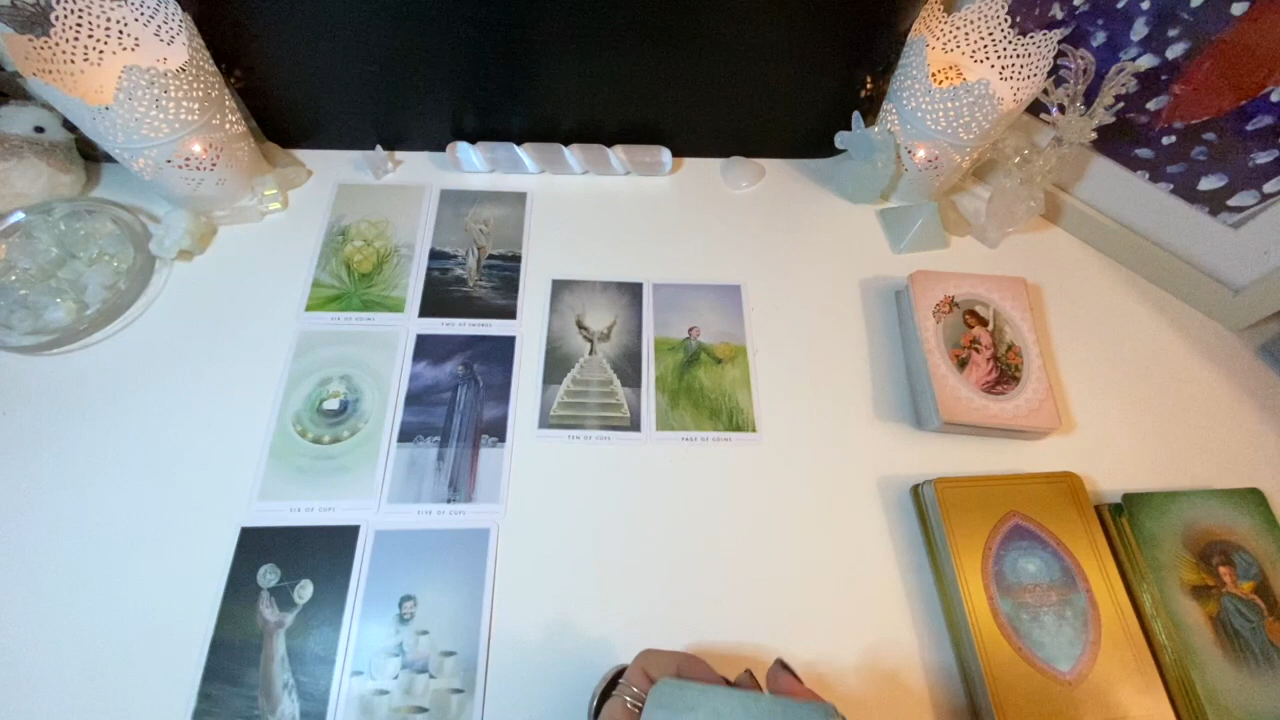 SIX OF COINS
TWO OF SWORDS
TEN OF CUPS
PAGE OF COINS
SIX OF CUPS
FIVE OF CUPS